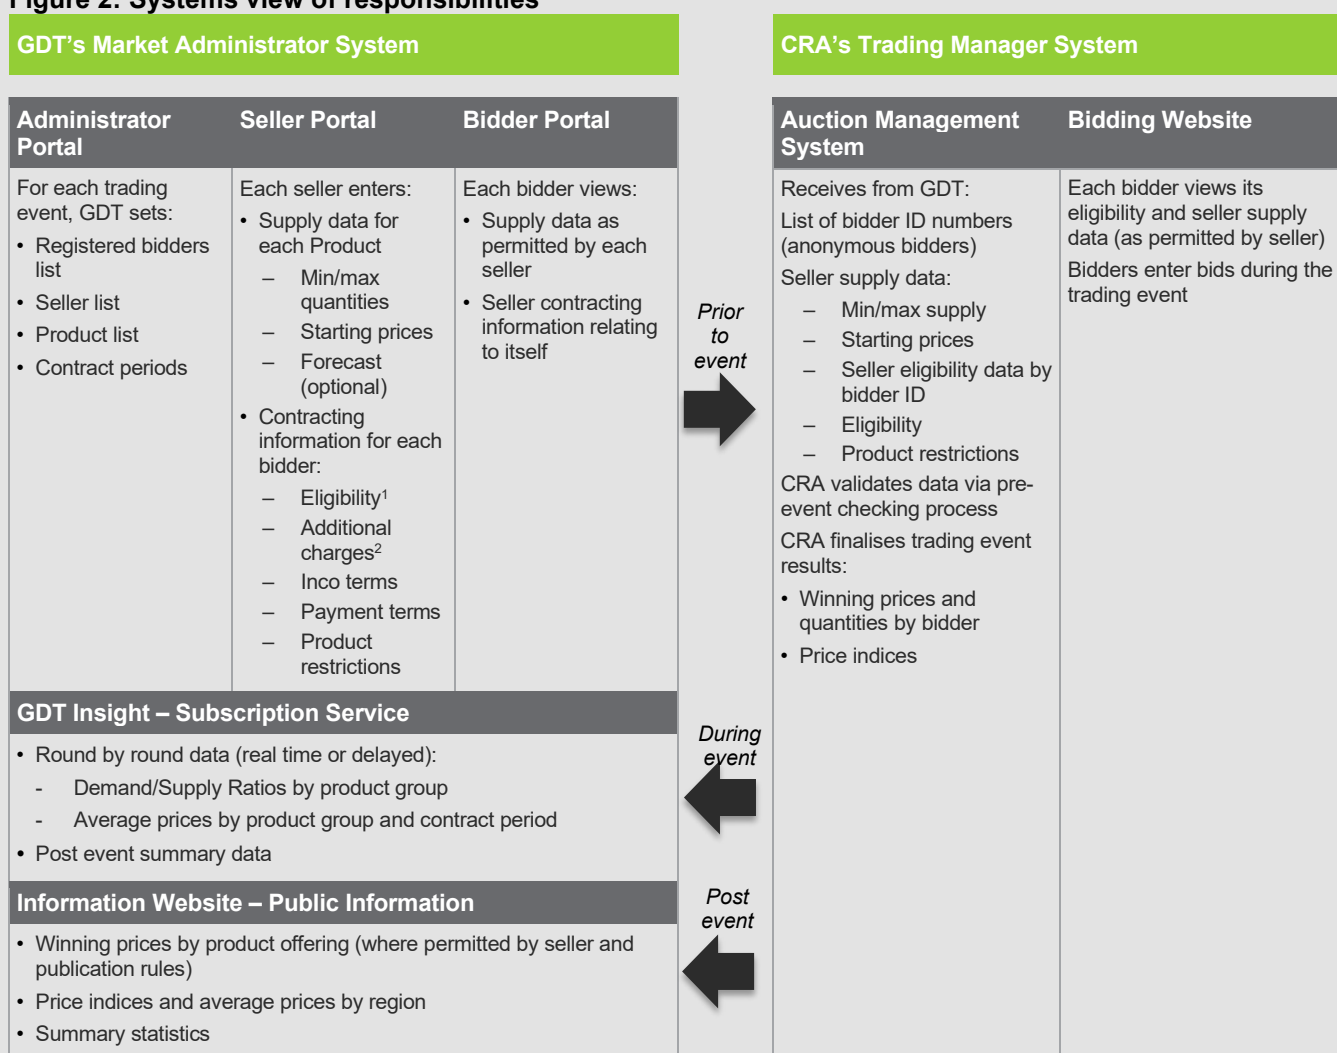 Figure 2: Systems view of responsibilities
GDT's Market Administrator System
Administrator
Portal
For each trading
event, GDT sets:
• Registered bidders
list
• Seller list
• Product list
• Contract periods
Seller Portal
Each seller enters:
• Supply data for
each Product
– Min/max
quantities
– Starting prices
– Forecast
(optional)
• Contracting
information for each
bidder:
– Eligibility¹
– Additional
charges²
– Inco terms
– Payment terms
– Product
restrictions
Bidder Portal
Each bidder views:
• Supply data as
permitted by each
seller
• Seller contracting
information relating
to itself
GDT Insight – Subscription Service
• Round by round data (real time or delayed):
- Demand/Supply Ratios by product group
- Average prices by product group and contract period
• Post event summary data
Information Website – Public Information
• Winning prices by product offering (where permitted by seller and
publication rules)
• Price indices and average prices by region
• Summary statistics
Prior
to
event
During
event
Post
event
CRA's Trading Manager System
Auction Management
System
Receives from GDT:
List of bidder ID numbers
(anonymous bidders)
Seller supply data:
– Min/max supply
– Starting prices
– Seller eligibility data by
bidder ID
– Eligibility
– Product restrictions
CRA validates data via pre-
event checking process
CRA finalises trading event
results:
• Winning prices and
quantities by bidder
• Price indices
Bidding Website
Each bidder views its
eligibility and seller supply
data (as permitted by seller)
Bidders enter bids during the
trading event